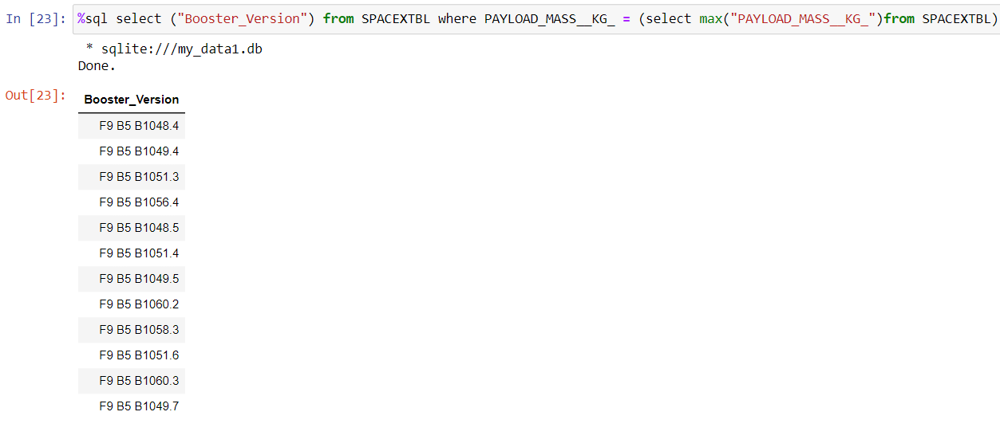 In [23]: %sql select ("Booster_Version") from SPACEXTBL where PAYLOAD_MASS__KG_ = (select max("PAYLOAD_MASS__KG_")from SPACEXTBL)
* sqlite:///my_data1.db
Done.
Out[23]:
Booster_Version
F9 B5 B1048.4
F9 B5 B1049.4
F9 B5 B1051.3
F9 B5 B1056.4
F9 B5 B1048.5
F9 B5 B1051.4
F9 B5 B1049.5
F9 B5 B1060.2
F9 B5 B1058.3
F9 B5 B1051.6
F9 B5 B1060.3
F9 B5 B1049.7